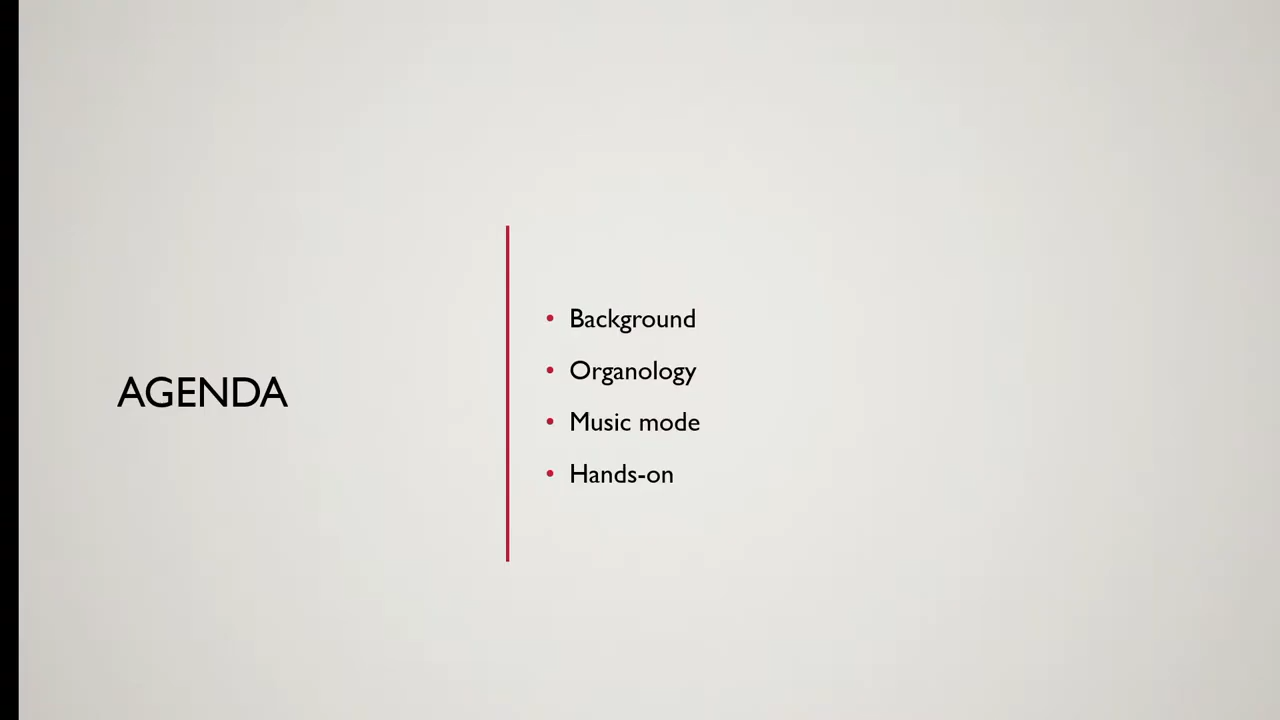 AGENDA
• Background
• Organology
• Music mode
• Hands-on